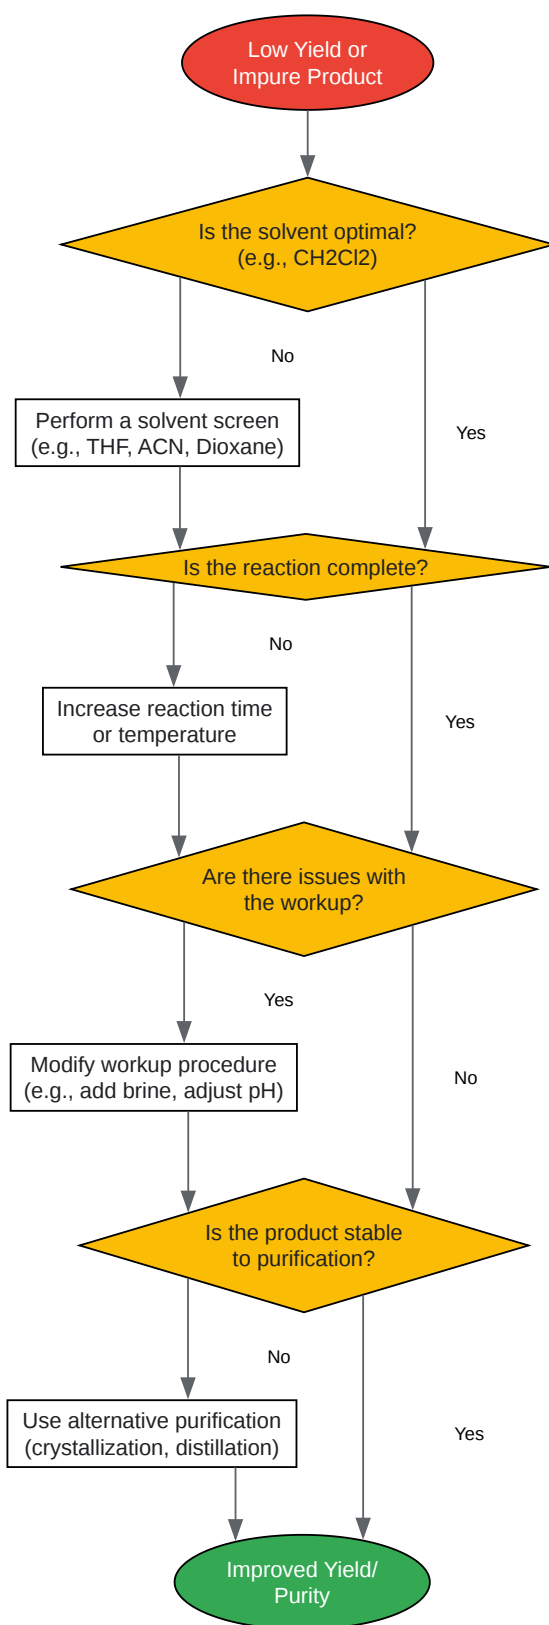 Low Yield or
Impure Product
Is the solvent optimal?
(e.g., CH2Cl2)
No
Perform a solvent screen
(e.g., THF, ACN, Dioxane)
Yes
Is the reaction complete?
No
Increase reaction time
or temperature
Yes
Are there issues with
the workup?
Yes
Modify workup procedure
(e.g., add brine, adjust pH)
No
Is the product stable
to purification?
No
Use alternative purification
(crystallization, distillation)
Yes
Improved Yield/
Purity